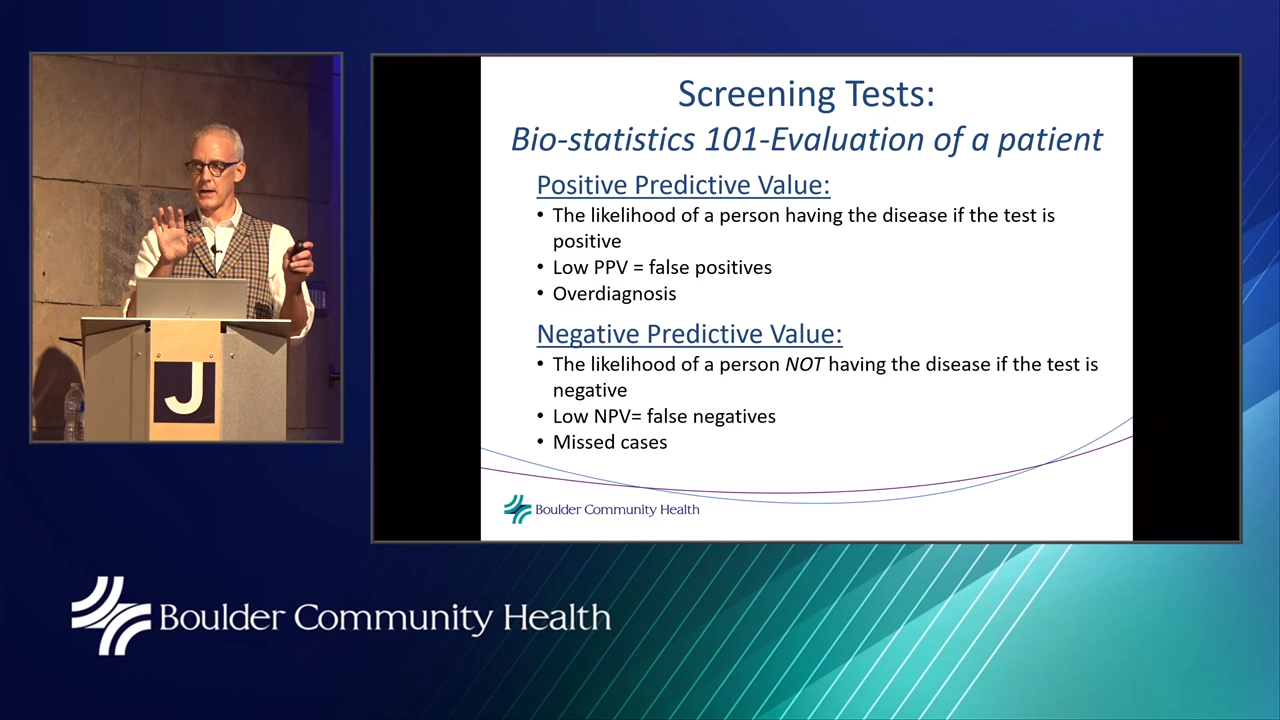 Screening Tests:
Bio-statistics 101-Evaluation of a patient
Positive Predictive Value:
• The likelihood of a person having the disease if the test is
positive
• Low PPV = false positives
• Overdiagnosis
Negative Predictive Value:
• The likelihood of a person NOT having the disease if the test is
negative
• Low NPV= false negatives
• Missed cases
Boulder Community Health
hp
J
Boulder Community Health